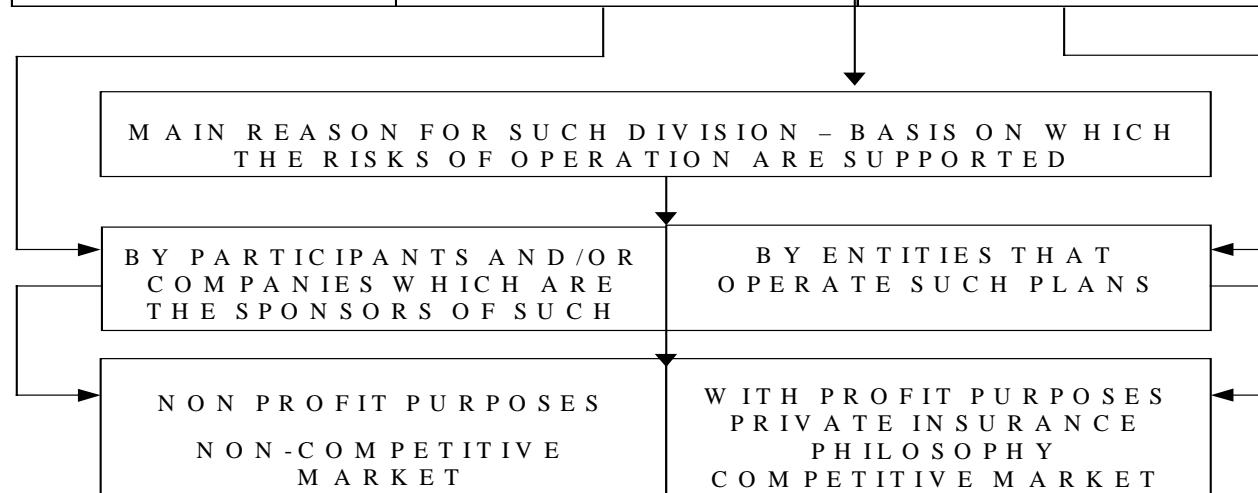 MAIN REASON FOR SUCH DIVISION – BASIS ON WHICH
THE RISKS OF OPERATION ARE SUPPORTED
BY PARTICIPANTS AND/OR
COMPANIES WHICH ARE
THE SPONSORS OF SUCH
BY ENTITIES THAT
OPERATE SUCH PLANS
NON PROFIT PURPOSES
NON-COMPETITIVE
MARKET
WITH PROFIT PURPOSES
PRIVATE INSURANCE
PHILOSOPHY
COMPETITIVE MARKET